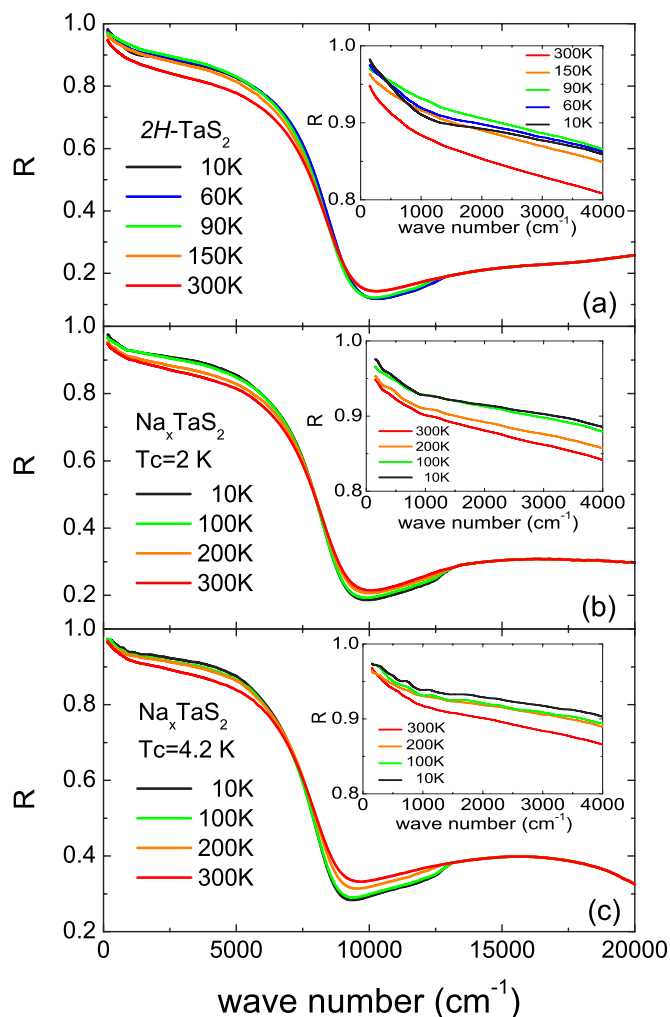 1.0
0.8
0.6
0.4
0.2
R
2H-TaS2
10K
60K
90K
150K
300K
1.0
0.9
0.8
R
300K
150K
90K
60K
10K
0 1000 2000 3000 4000
wave number (cm-1)
(a)
1.0
0.8
0.6
0.4
0.2
R
NaxTaS2
Tc=2 K
10K
100K
200K
300K
1.0
0.9
0.8
R
300K
200K
100K
10K
0 1000 2000 3000 4000
wave number (cm-1)
(b)
1.0
0.8
0.6
0.4
0.2
R
NaxTaS2
Tc=4.2 K
10K
100K
200K
300K
1.0
0.9
0.8
R
300K
200K
100K
10K
0 1000 2000 3000 4000
wave number (cm-1)
(c)
0 5000 10000 15000 20000
wave number (cm-1)